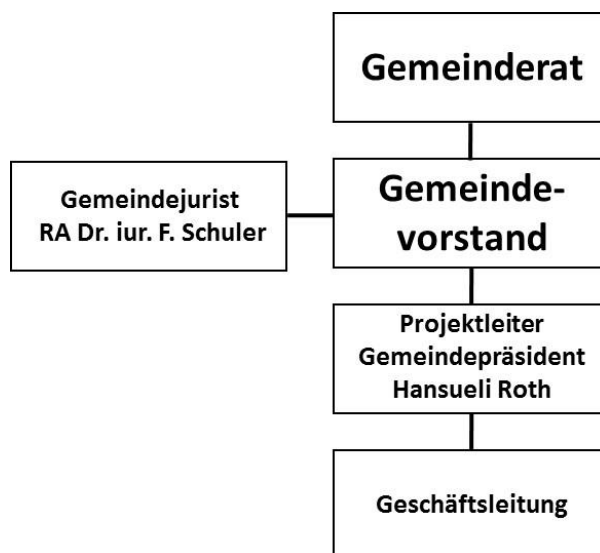 Gemeinderat
Gemeindejurist
RA Dr. iur. F. Schuler
Gemeinde-
vorstand
Projektleiter
Gemeindepräsident
Hansueli Roth
Geschäftsleitung